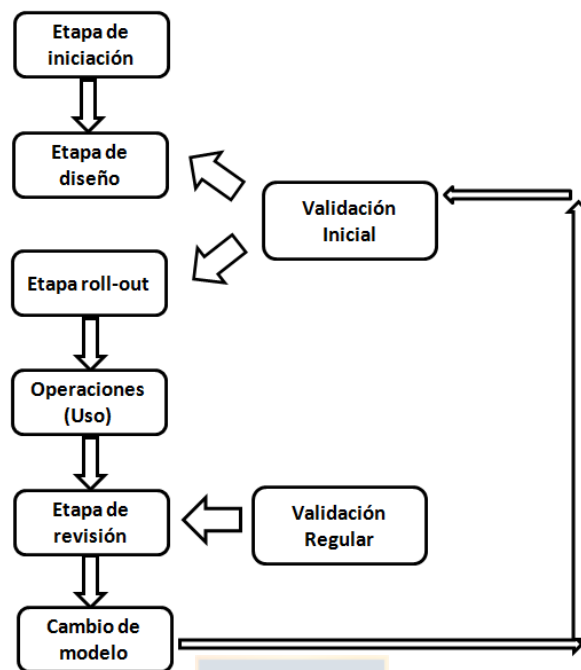 Etapa de
iniciación
Etapa de
diseño
Validación
Inicial
Etapa roll-out
Operaciones
(Uso)
Etapa de
revisión
Validación
Regular
Cambio de
modelo